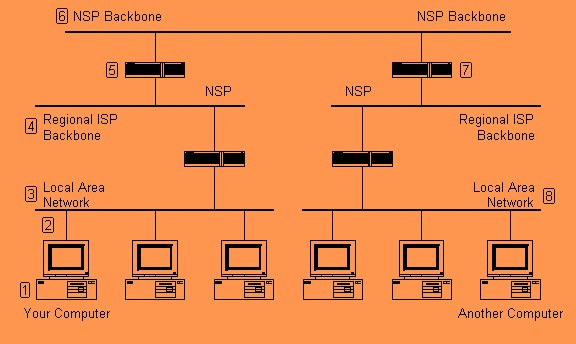 6 NSP Backbone NSP Backbone
5 7
NSP NSP
4 Regional ISP Backbone Regional ISP Backbone
3 Local Area Network Local Area Network 8
2
1
Your Computer Another Computer